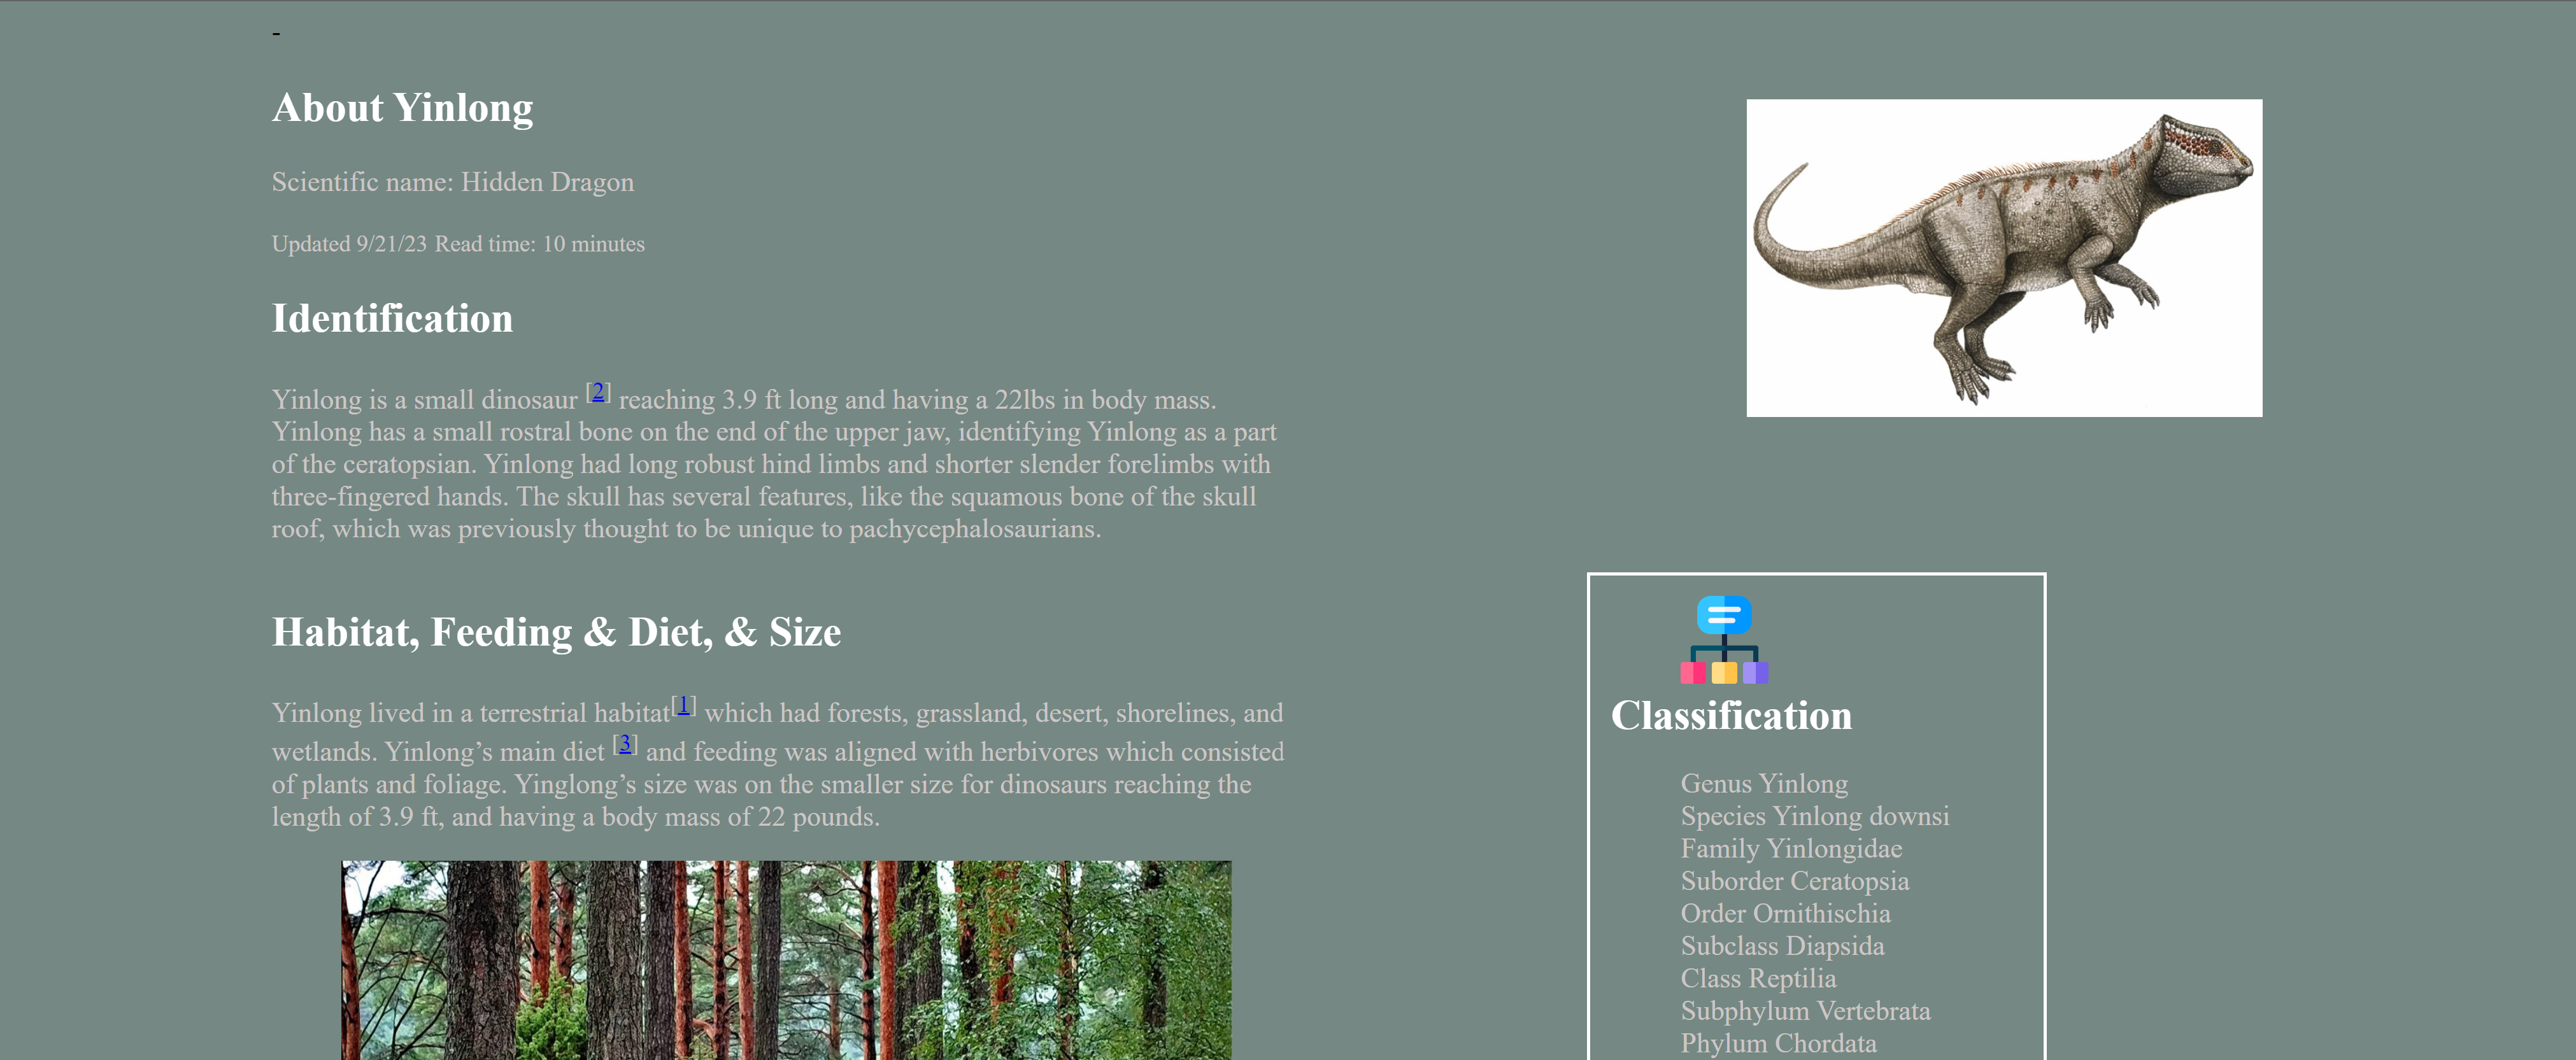 -
About Yinlong
Scientific name: Hidden Dragon
Updated 9/21/23 Read time: 10 minutes
Identification
Yinlong is a small dinosaur [2] reaching 3.9 ft long and having a 22lbs in body mass.
Yinlong has a small rostral bone on the end of the upper jaw, identifying Yinlong as a part
of the ceratopsian. Yinlong had long robust hind limbs and shorter slender forelimbs with
three-fingered hands. The skull has several features, like the squamous bone of the skull
roof, which was previously thought to be unique to pachycephalosaurians.
Habitat, Feeding & Diet, & Size
Yinlong lived in a terrestrial habitat[1] which had forests, grassland, desert, shorelines, and
wetlands. Yinlong’s main diet [3] and feeding was aligned with herbivores which consisted
of plants and foliage. Yinglong’s size was on the smaller size for dinosaurs reaching the
length of 3.9 ft, and having a body mass of 22 pounds.
Classification
Genus Yinlong
Species Yinlong downsi
Family Yinlongidae
Suborder Ceratopsia
Order Ornithischia
Subclass Diapsida
Class Reptilia
Subphylum Vertebrata
Phylum Chordata